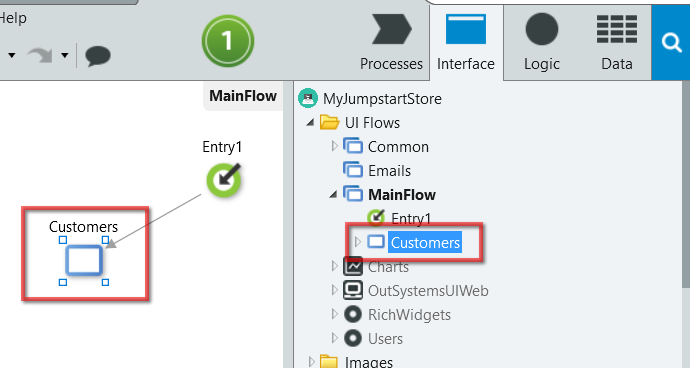 Help
1
Processes
Interface
Logic
Data
MainFlow
Entry1
Customers
MyJumpstartStore
UI Flows
Common
Emails
MainFlow
Entry1
Customers
Charts
OutSystemsUIWeb
RichWidgets
Users
Images